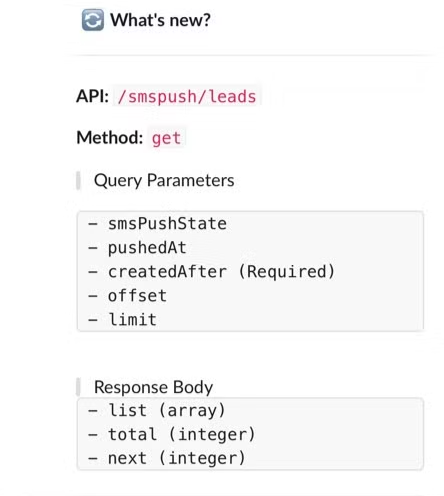 What's new?
API: /smspush/leads
Method: get
Query Parameters
– smsPushState
– pushedAt
– createdAfter (Required)
– offset
– limit
Response Body
– list (array)
– total (integer)
– next (integer)